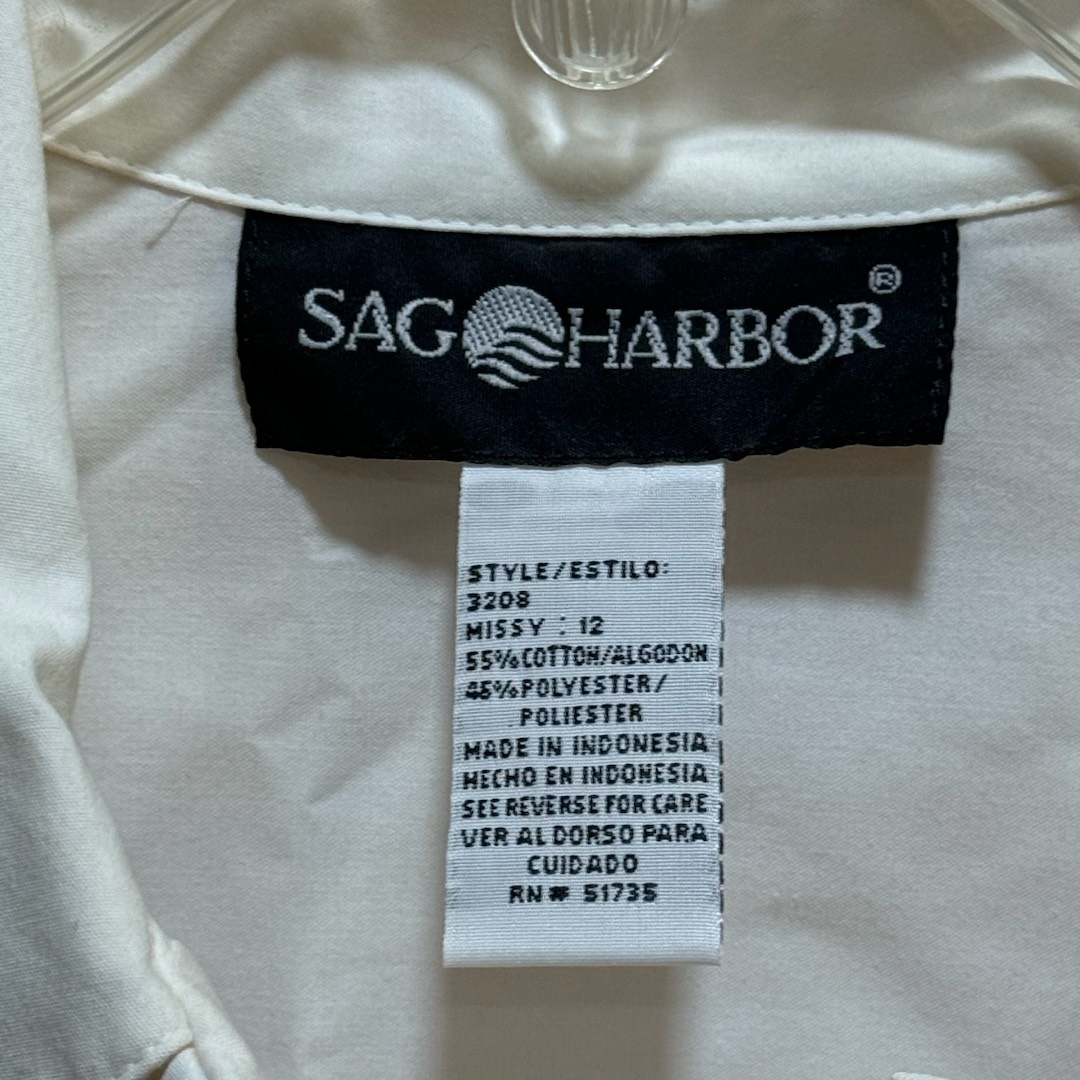 SAG HARBOR®
STYLE/ESTILO:
3208
MISSY : 12
55% COTTON/ALGODON
45% POLYESTER/
POLIESTER
MADE IN INDONESIA
HECHO EN INDONESIA
SEE REVERSE FOR CARE
VER AL DORSO PARA
CUIDADO
RN# 51735